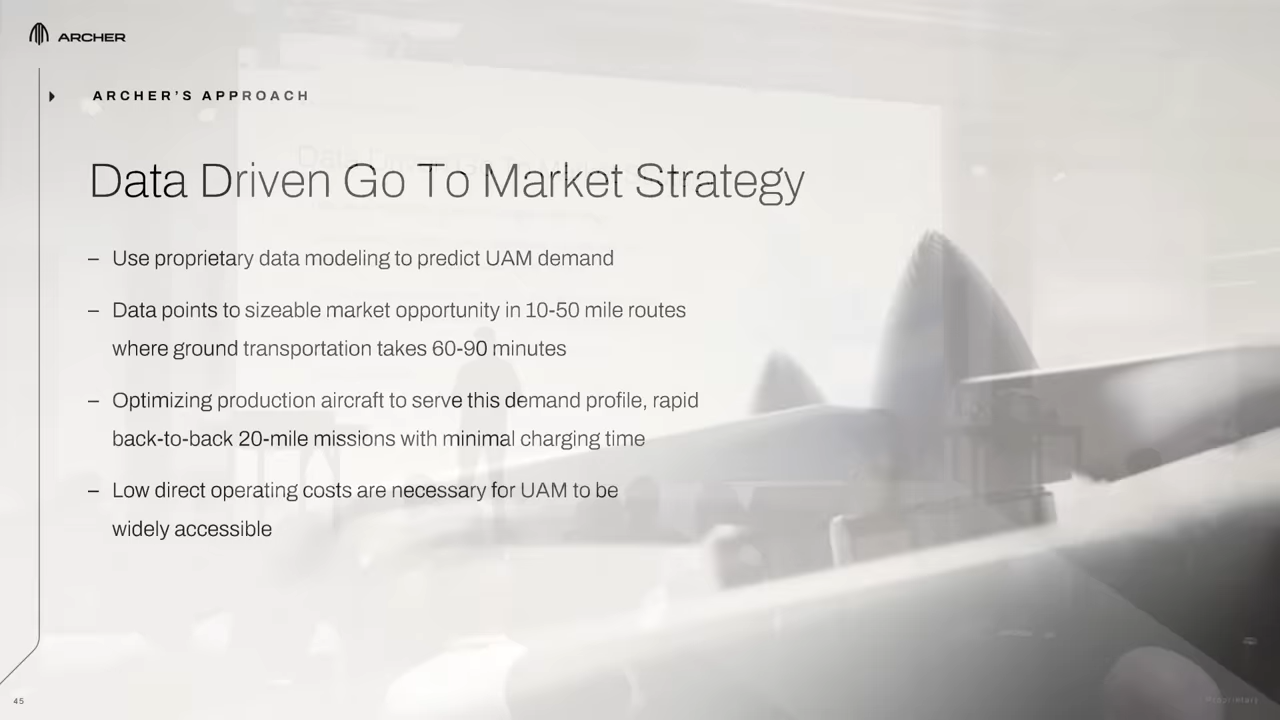 ARCHER
ARCHER'S APPROACH
Data Driven Go To Market Strategy
– Use proprietary data modeling to predict UAM demand
– Data points to sizeable market opportunity in 10-50 mile routes
where ground transportation takes 60-90 minutes
– Optimizing production aircraft to serve this demand profile, rapid
back-to-back 20-mile missions with minimal charging time
– Low direct operating costs are necessary for UAM to be
widely accessible
45
Proprietary